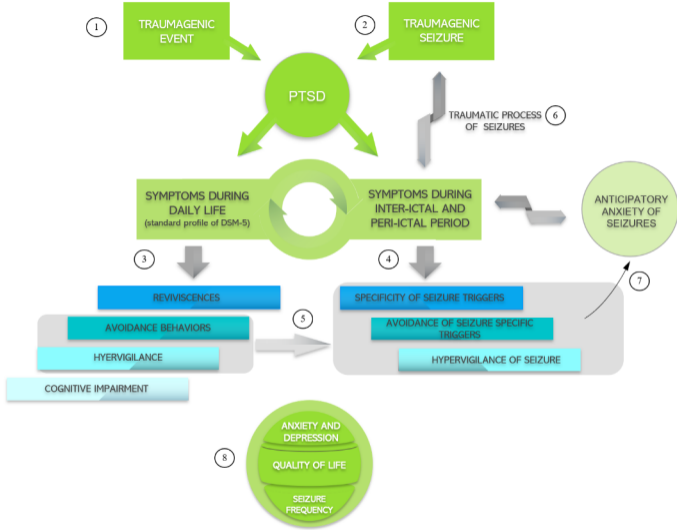 1
TRAUMAGENIC
EVENT
2
TRAUMAGENIC
SEIZURE
PTSD
TRAUMATIC PROCESS
OF SEIZURES
6
SYMPTOMS DURING
DAILY LIFE
(standard profile of DSM-5)
SYMPTOMS DURING
INTER-ICTAL AND
PERI-ICTAL PERIOD
ANTICIPATORY
ANXIETY OF
SEIZURES
3
4
7
REVIVISCENCES
AVOIDANCE BEHAVIORS
HYERVIGILANCE
COGNITIVE IMPAIRMENT
5
SPECIFICITY OF SEIZURE TRIGGERS
AVOIDANCE OF SEIZURE SPECIFIC
TRIGGERS
HYPERVIGILANCE OF SEIZURE
8
ANXIETY AND
DEPRESSION
QUALITY OF LIFE
SEIZURE
FREQUENCY